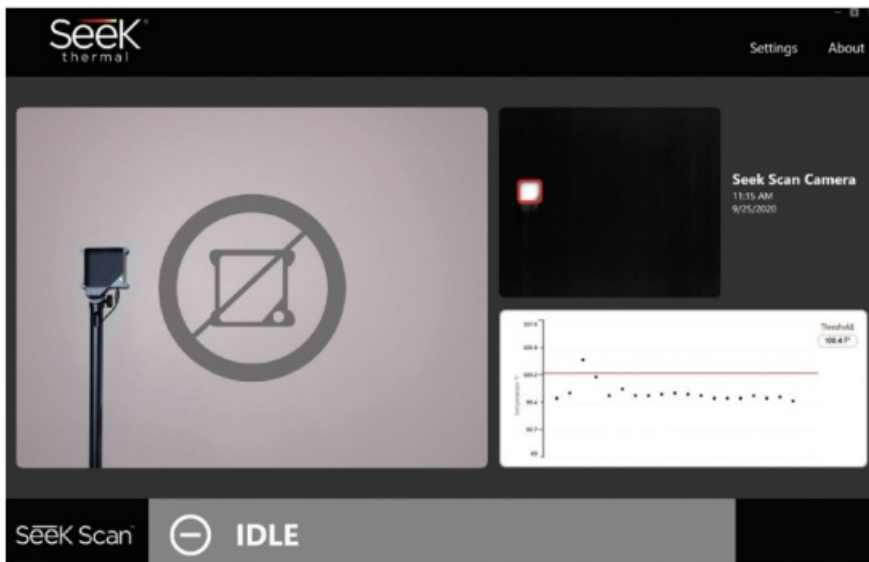 Seek
thermal
Settings About
Seek Scan Camera
11:15 AM
9/25/2020
Threshold:
100.4 F°
Temperature °F
Seek Scan
IDLE